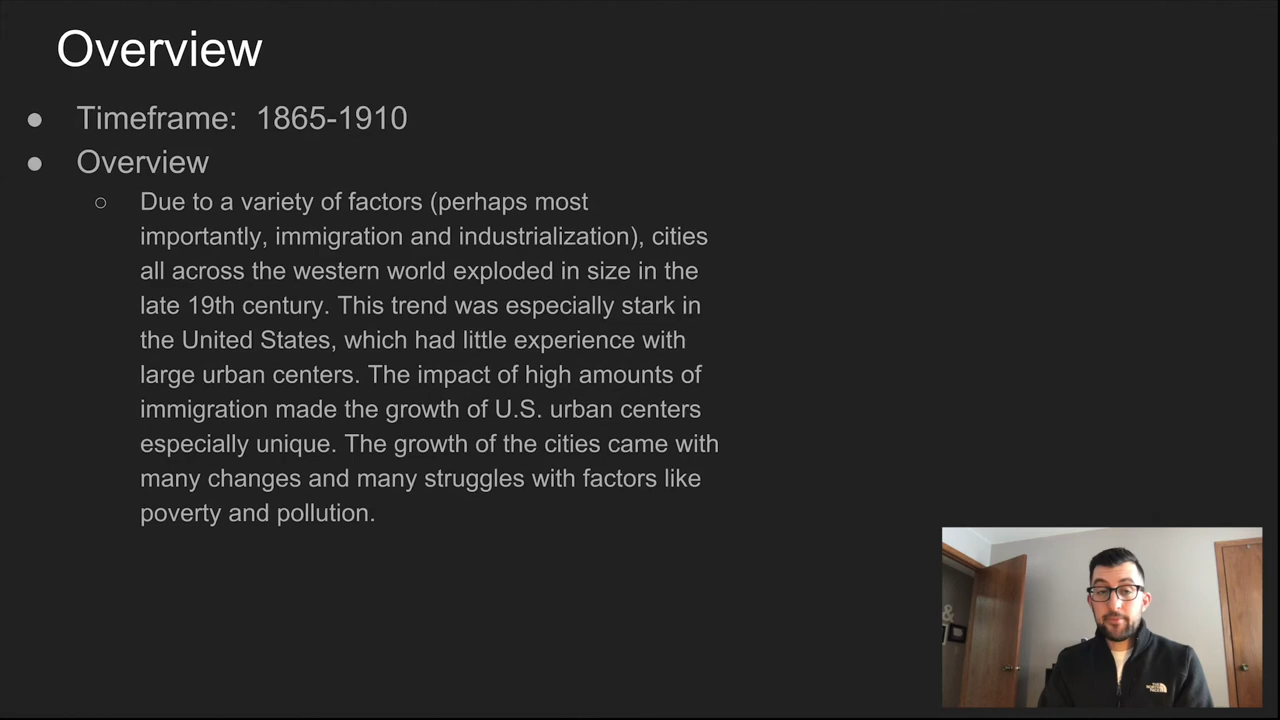 Overview
● Timeframe:  1865-1910
● Overview
○ Due to a variety of factors (perhaps most
importantly, immigration and industrialization), cities
all across the western world exploded in size in the
late 19th century. This trend was especially stark in
the United States, which had little experience with
large urban centers. The impact of high amounts of
immigration made the growth of U.S. urban centers
especially unique. The growth of the cities came with
many changes and many struggles with factors like
poverty and pollution.
&
THE
NORTH
FACE